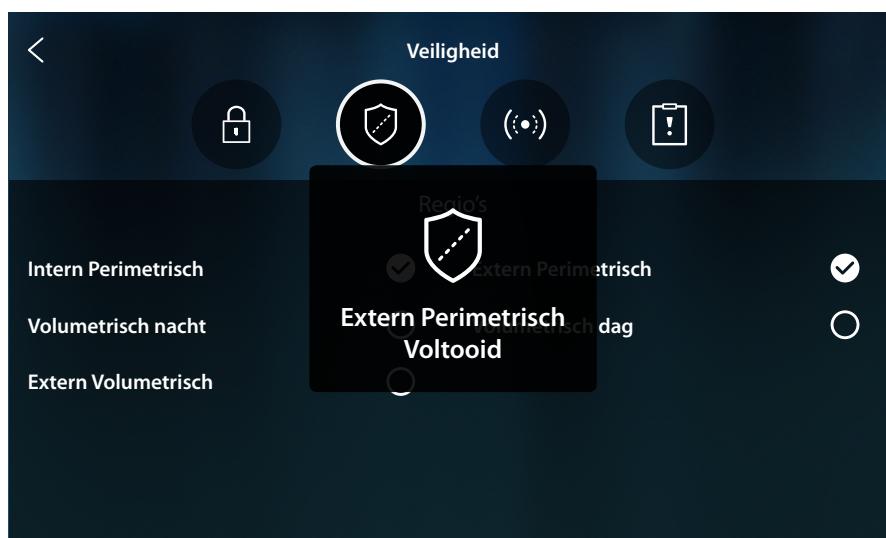 Veiligheid
Regio's
Intern Perimetrisch
Extern Perimetrisch
Volumetrisch nacht
Volumetrisch dag
Extern Volumetrisch
Extern Perimetrisch
Voltooid